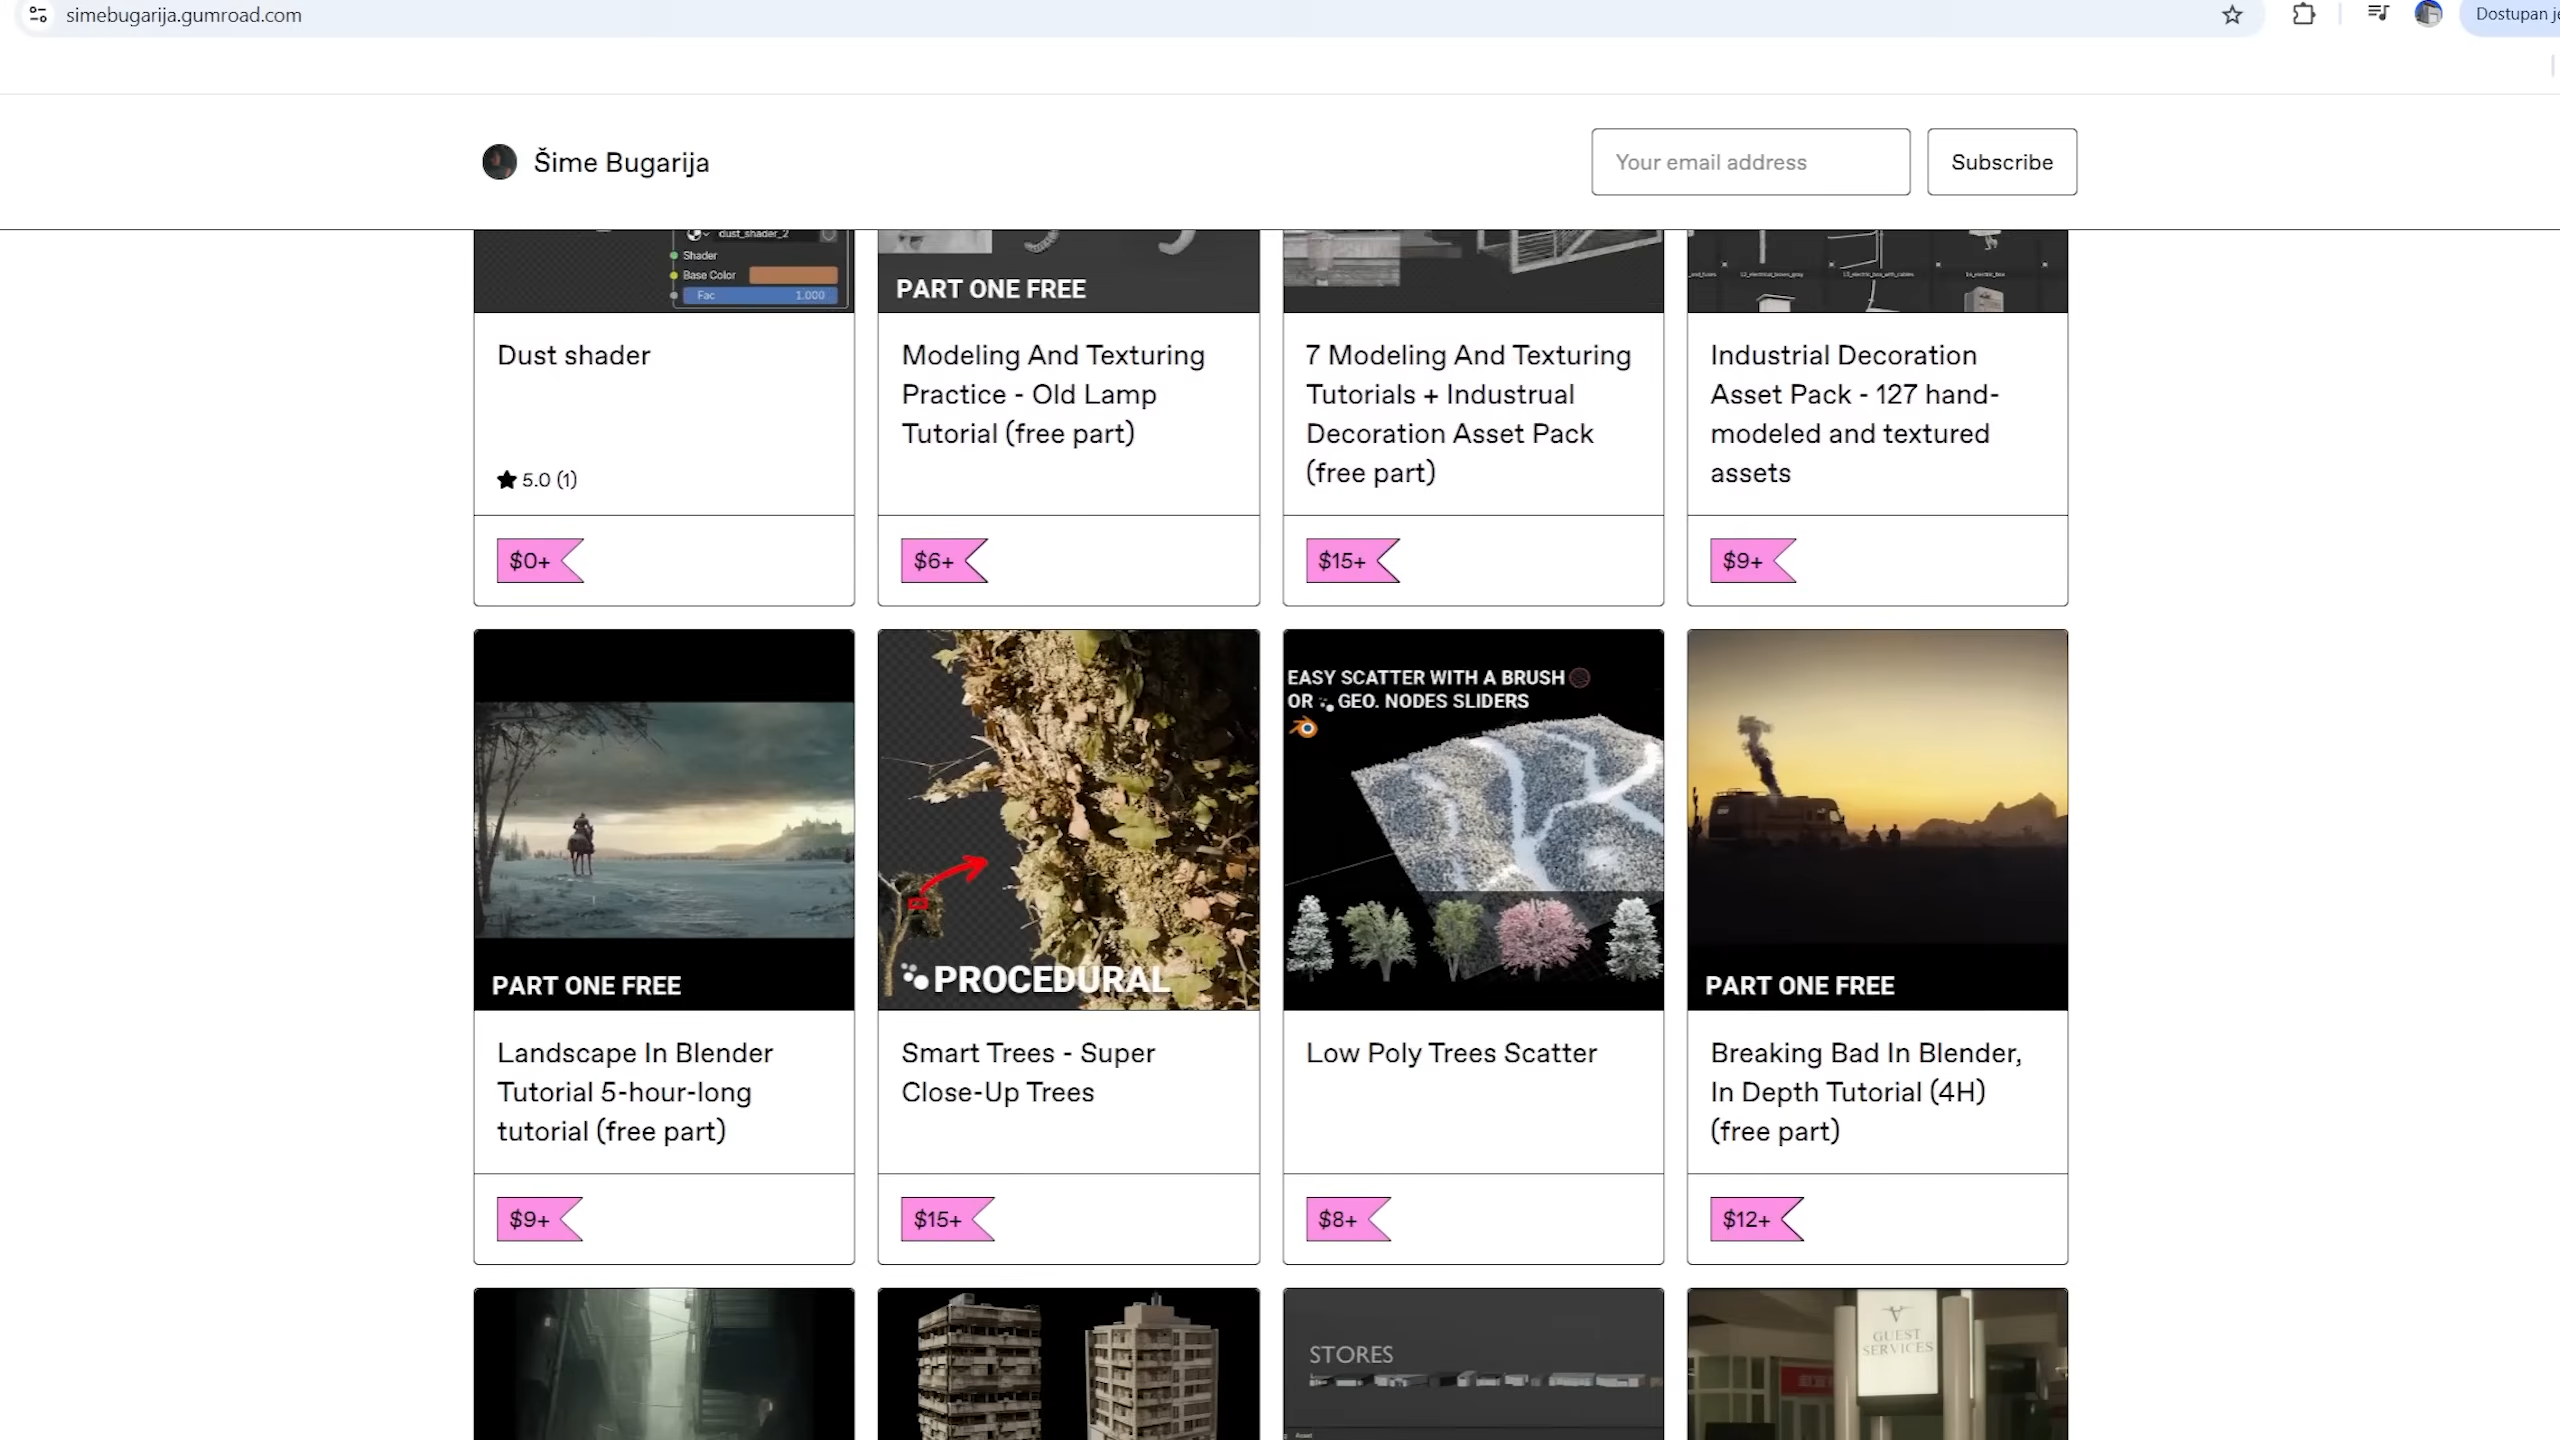 simebugarija.gumroad.com
Dostupan je
Šime Bugarija
Your email address
Subscribe
dust_shader_2
Shader
Base Color
Fac 1.000
PART ONE FREE
12_electrical_boxes_gray
13_electric_box_with_cables
14_electric_box
Dust shader
5.0 (1)
$0+
Modeling And Texturing
Practice - Old Lamp
Tutorial (free part)
$6+
7 Modeling And Texturing
Tutorials + Industrual
Decoration Asset Pack
(free part)
$15+
Industrial Decoration
Asset Pack - 127 hand-
modeled and textured
assets
$9+
PART ONE FREE
Landscape In Blender
Tutorial 5-hour-long
tutorial (free part)
$9+
PROCEDURAL
Smart Trees - Super
Close-Up Trees
$15+
EASY SCATTER WITH A BRUSH
OR GEO. NODES SLIDERS
Low Poly Trees Scatter
$8+
PART ONE FREE
Breaking Bad In Blender,
In Depth Tutorial (4H)
(free part)
$12+
STORES
GUEST
SERVICES